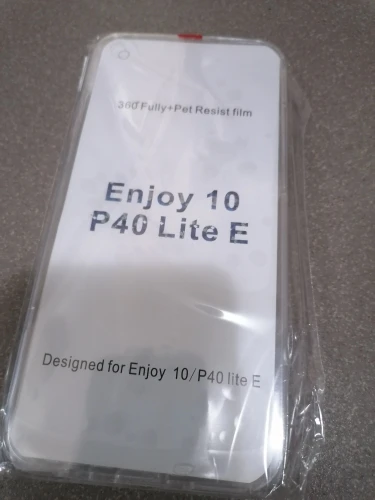 360 Fully+Pet Resist film
Enjoy 10
P40 Lite E
Designed for Enjoy 10/P40 lite E